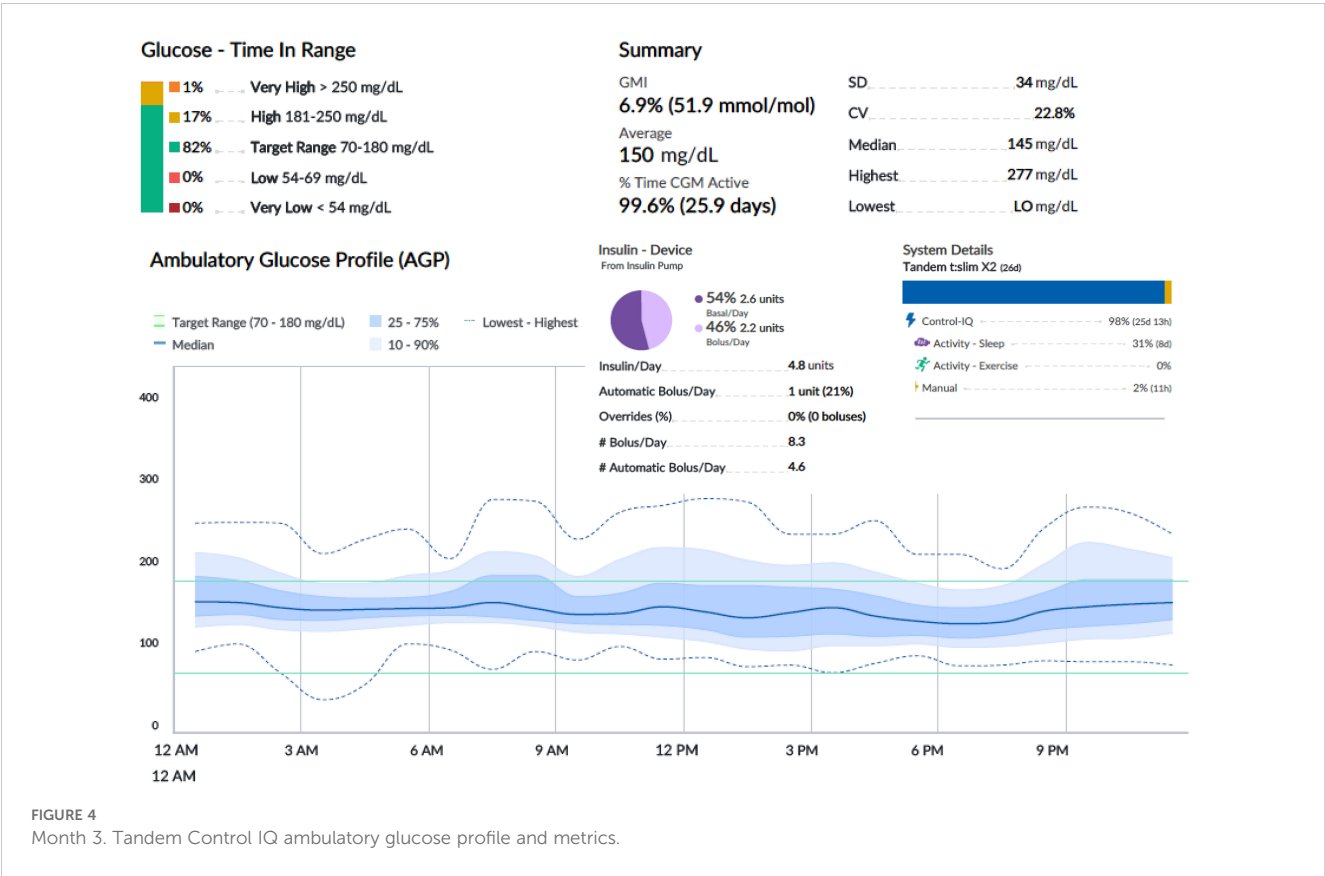 Glucose - Time In Range
1% Very High > 250 mg/dL
17% High 181-250 mg/dL
82% Target Range 70-180 mg/dL
0% Low 54-69 mg/dL
0% Very Low < 54 mg/dL
Summary
GMI
6.9% (51.9 mmol/mol)
Average
150 mg/dL
% Time CGM Active
99.6% (25.9 days)
SD 34 mg/dL
CV 22.8%
Median 145 mg/dL
Highest 277 mg/dL
Lowest LO mg/dL
Ambulatory Glucose Profile (AGP)
Target Range (70 - 180 mg/dL)
25 - 75%
Lowest - Highest
Median
10 - 90%
Insulin - Device
From Insulin Pump
54% 2.6 units
Basal/Day
46% 2.2 units
Bolus/Day
Insulin/Day 4.8 units
Automatic Bolus/Day 1 unit (21%)
Overrides (%) 0% (0 boluses)
# Bolus/Day 8.3
# Automatic Bolus/Day 4.6
System Details
Tandem t:slim X2 (26d)
Control-IQ 98% (25d 13h)
Activity - Sleep 31% (8d)
Activity - Exercise 0%
Manual 2% (11h)
400
300
200
100
0
12 AM 3 AM 6 AM 9 AM 12 PM 3 PM 6 PM 9 PM
12 AM
FIGURE 4
Month 3. Tandem Control IQ ambulatory glucose profile and metrics.